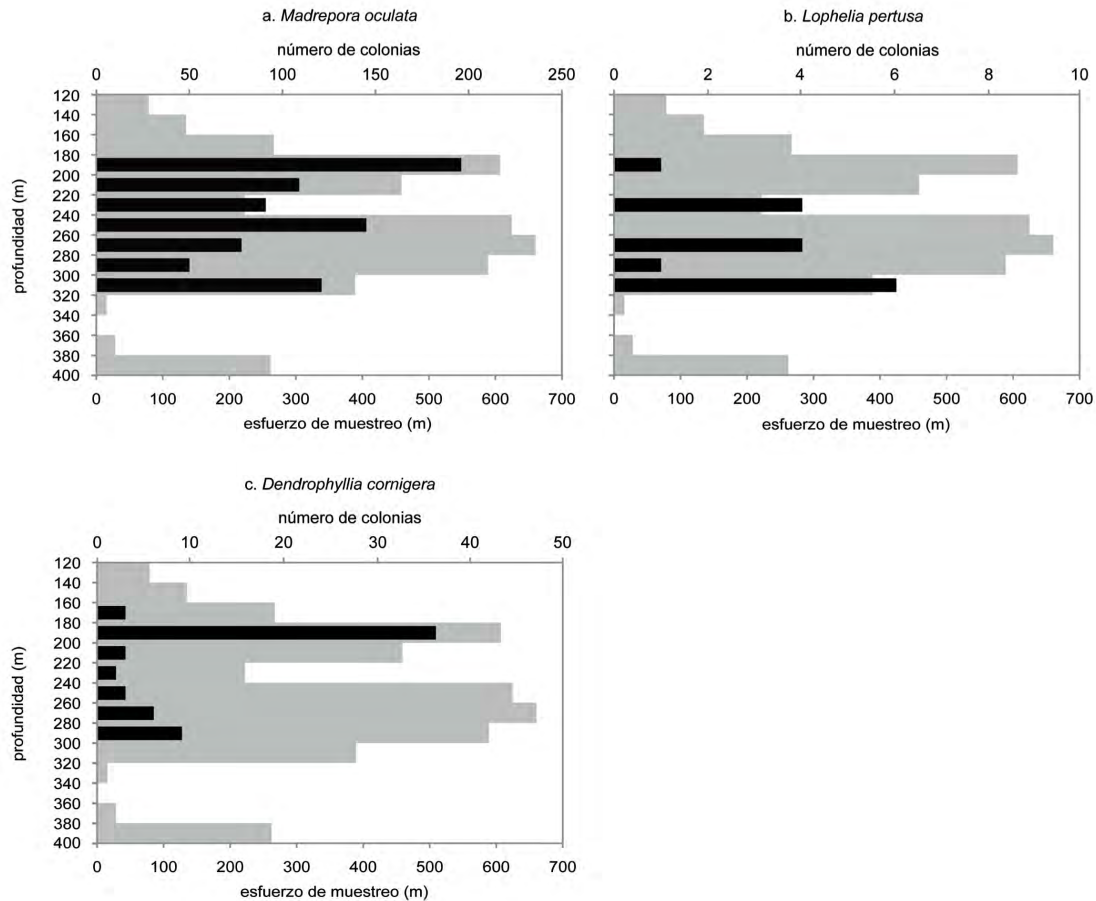 a. Madrepora oculata
número de colonias
0 50 100 150 200 250
profundidad (m)
120
140
160
180
200
220
240
260
280
300
320
340
360
380
400
0 100 200 300 400 500 600 700
esfuerzo de muestreo (m)
b. Lophelia pertusa
número de colonias
0 2 4 6 8 10
0 100 200 300 400 500 600 700
esfuerzo de muestreo (m)
c. Dendrophyllia cornigera
número de colonias
0 10 20 30 40 50
profundidad (m)
120
140
160
180
200
220
240
260
280
300
320
340
360
380
400
0 100 200 300 400 500 600 700
esfuerzo de muestreo (m)